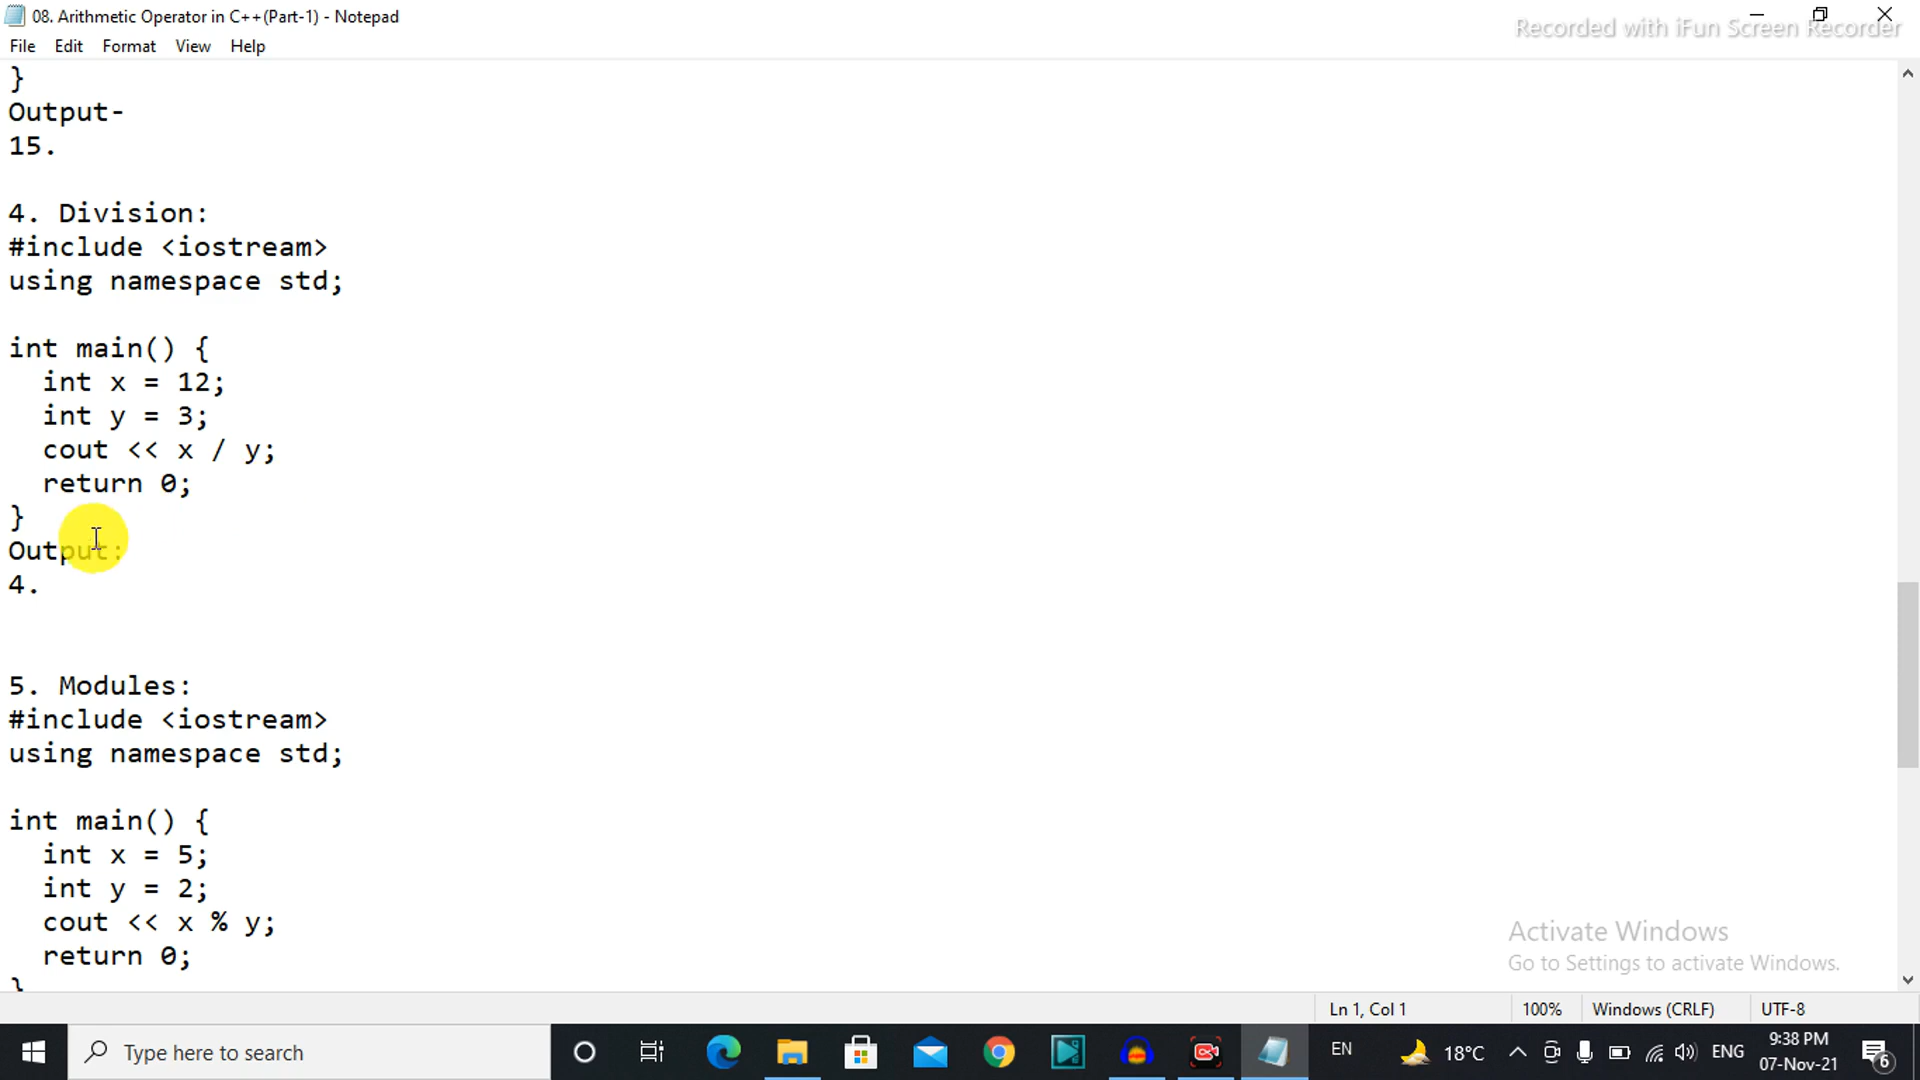 08. Arithmetic Operator in C++(Part-1) - Notepad
Recorded with iFun Screen Recorder
File Edit Format View Help
}
Output-
15.
4. Division:
#include <iostream>
using namespace std;
int main() {
int x = 12;
int y = 3;
cout << x / y;
return 0;
}
Output:
4.
5. Modules:
#include <iostream>
using namespace std;
int main() {
int x = 5;
int y = 2;
cout << x % y;
return 0;
}
Activate Windows
Go to Settings to activate Windows.
Ln 1, Col 1 100% Windows (CRLF) UTF-8
Type here to search EN 18°C ENG 9:38 PM
07-Nov-21 6